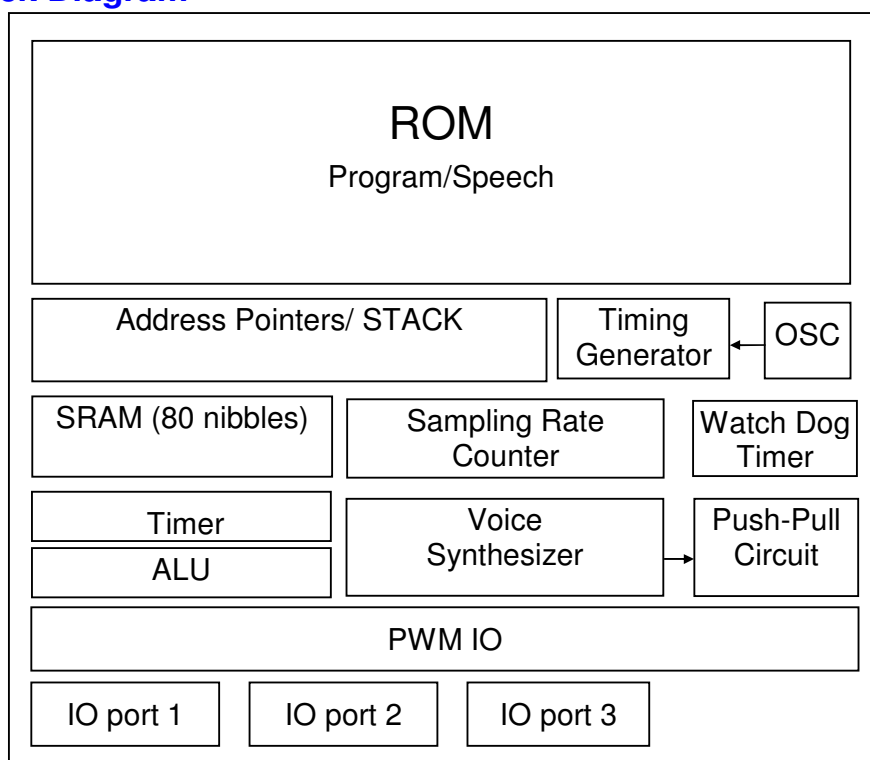 Diagram
ROM
Program/Speech
Address Pointers/ STACK
Timing
Generator
OSC
SRAM (80 nibbles)
Sampling Rate
Counter
Watch Dog
Timer
Timer
ALU
Voice
Synthesizer
Push-Pull
Circuit
PWM IO
IO port 1
IO port 2
IO port 3